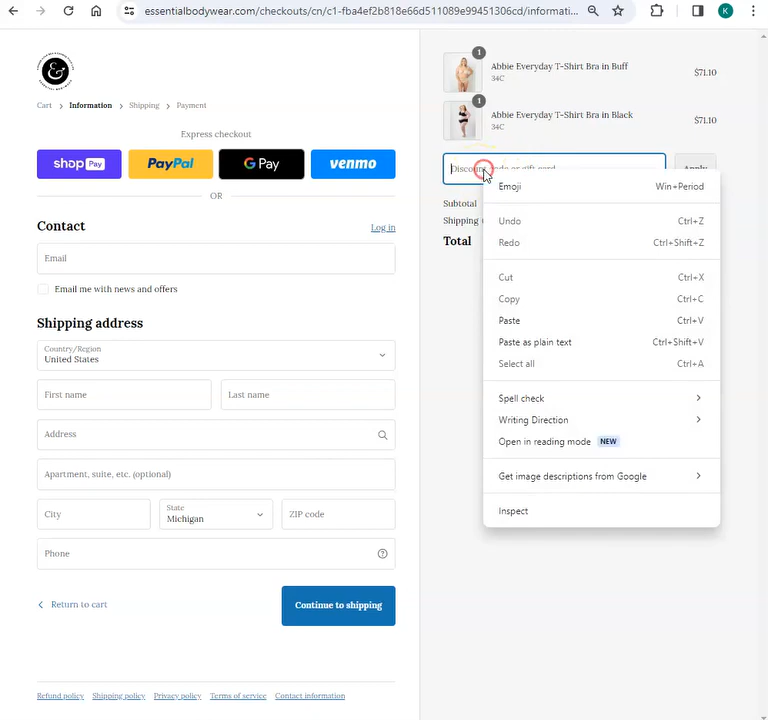 essentialbodywear.com/checkouts/cn/c1-fba4ef2b818e66d511089e99451306cd/informati...
K
&
Cart > Information > Shipping > Payment
Express checkout
shop Pay
PayPal
G Pay
venmo
OR
Contact
Log in
Email
Email me with news and offers
Shipping address
Country/Region
United States
First name
Last name
Address
Apartment, suite, etc. (optional)
City
State
Michigan
ZIP code
Phone
Return to cart
Continue to shipping
Refund policy Shipping policy Privacy policy Terms of service Contact information
1
Abbie Everyday T-Shirt Bra in Buff
34C
$71.10
1
Abbie Everyday T-Shirt Bra in Black
34C
$71.10
Discount code or gift card
Apply
Subtotal
Shipping
Total
Emoji Win+Period
Undo Ctrl+Z
Redo Ctrl+Shift+Z
Cut Ctrl+X
Copy Ctrl+C
Paste Ctrl+V
Paste as plain text Ctrl+Shift+V
Select all Ctrl+A
Spell check
Writing Direction
Open in reading mode NEW
Get image descriptions from Google
Inspect